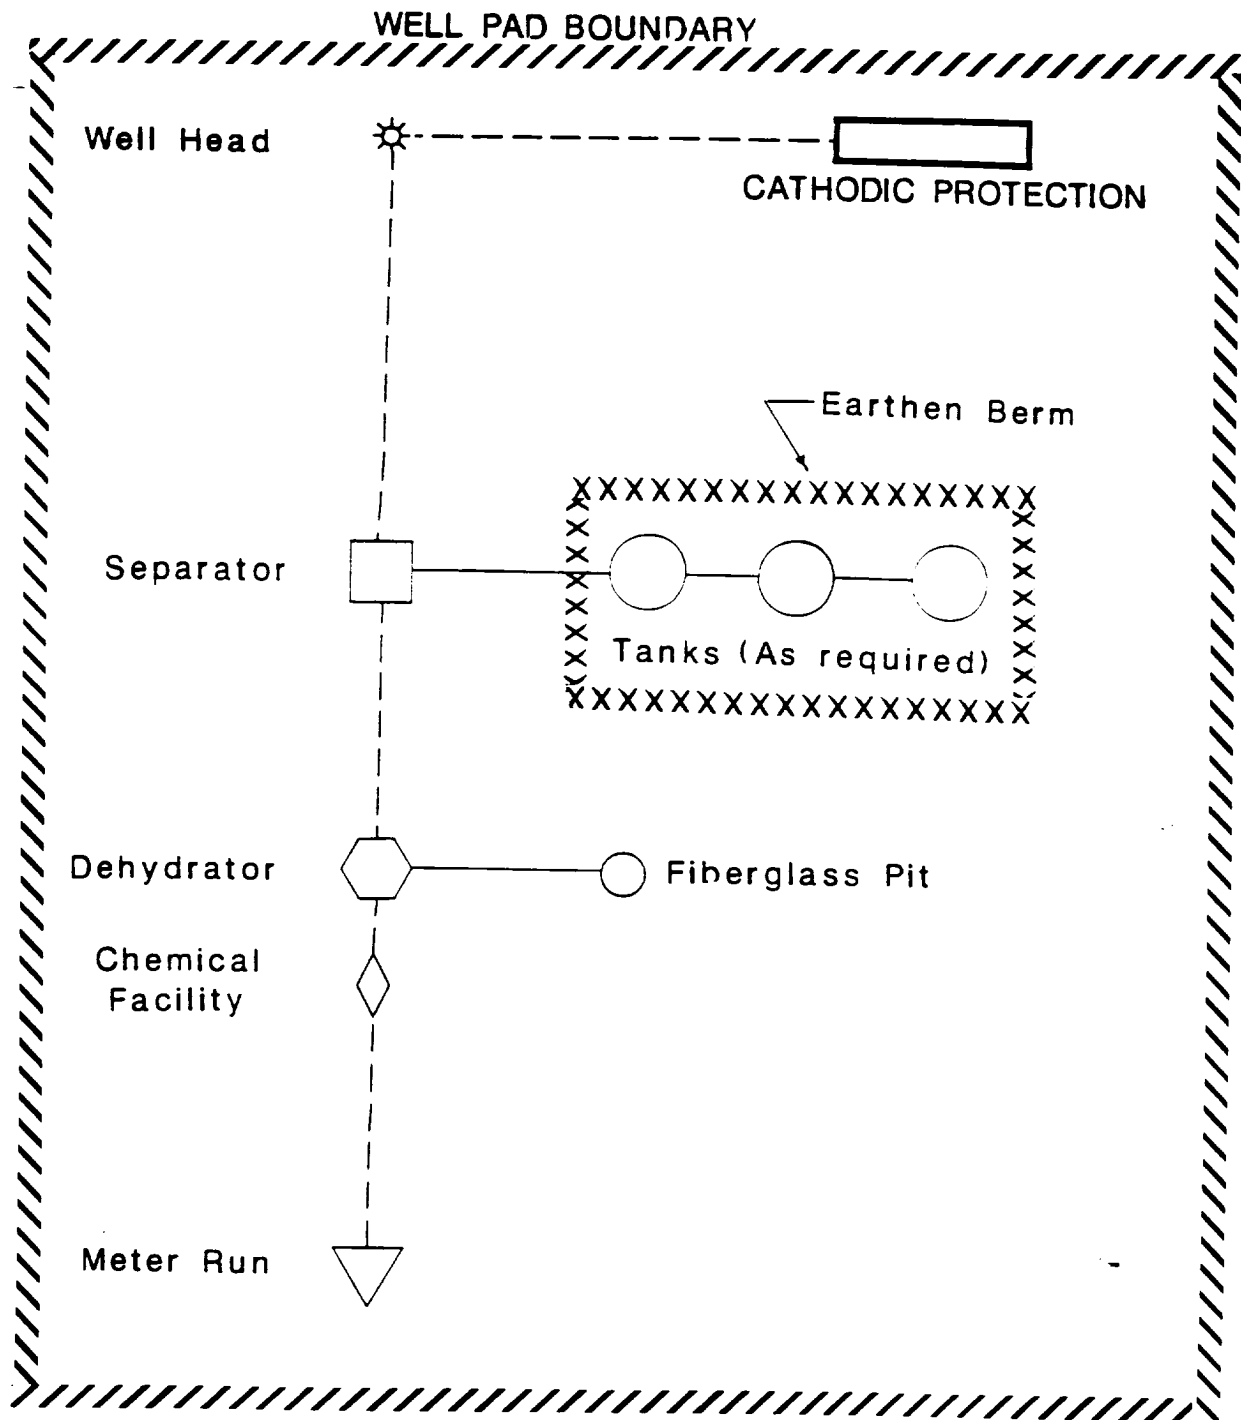 WELL PAD BOUNDARY
Well Head
CATHODIC PROTECTION
Earthen Berm
Separator
Tanks (As required)
Dehydrator
Fiberglass Pit
Chemical
Facility
Meter Run